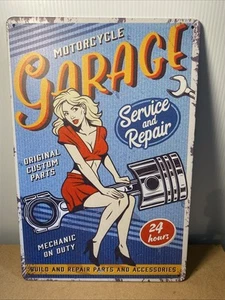 MOTORCYCLE
GARAGE
Service and
Repair
ORIGINAL
CUSTOM
PARTS
MECHANIC
ON DUTY
24
hours
BUILD AND REPAIR PARTS AND ACCESSORIES